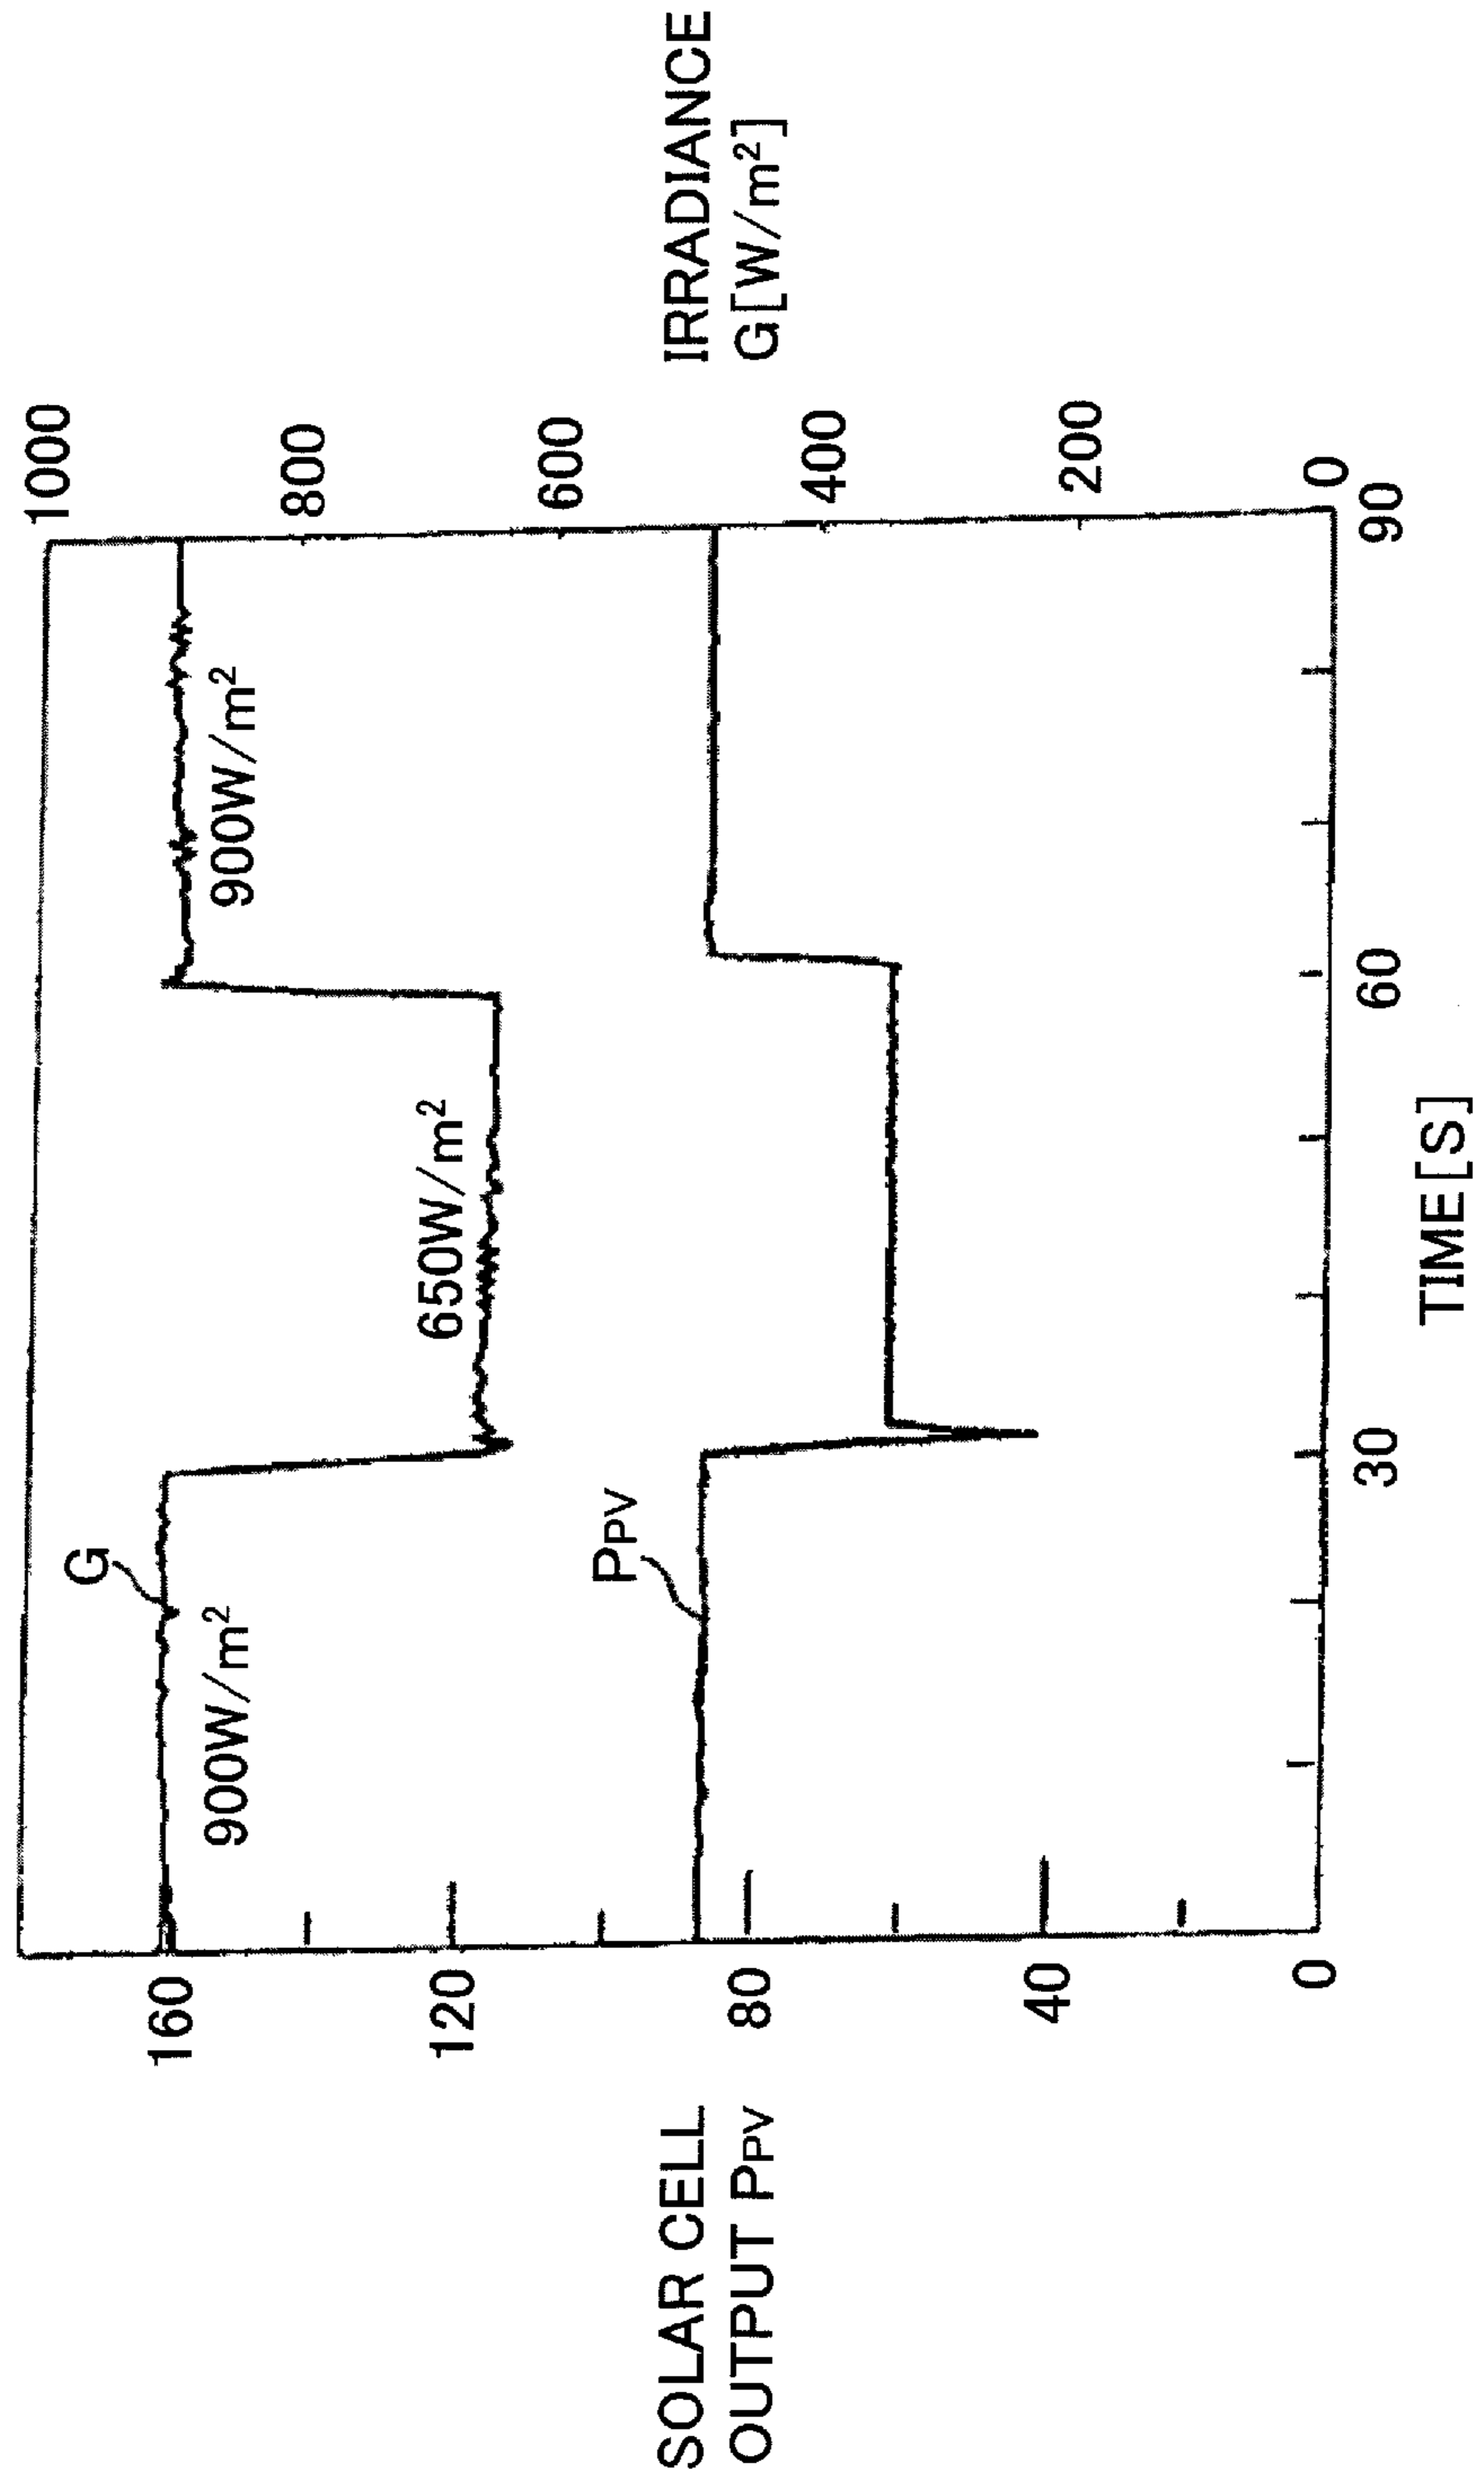 SOLAR CELL
OUTPUT PPV
160
120
80
40
0
G
900W/m²
650W/m²
900W/m²
PPV
30
60
90
TIME[S]
1000
800
600
400
200
0
IRRADIANCE
G[W/m²]